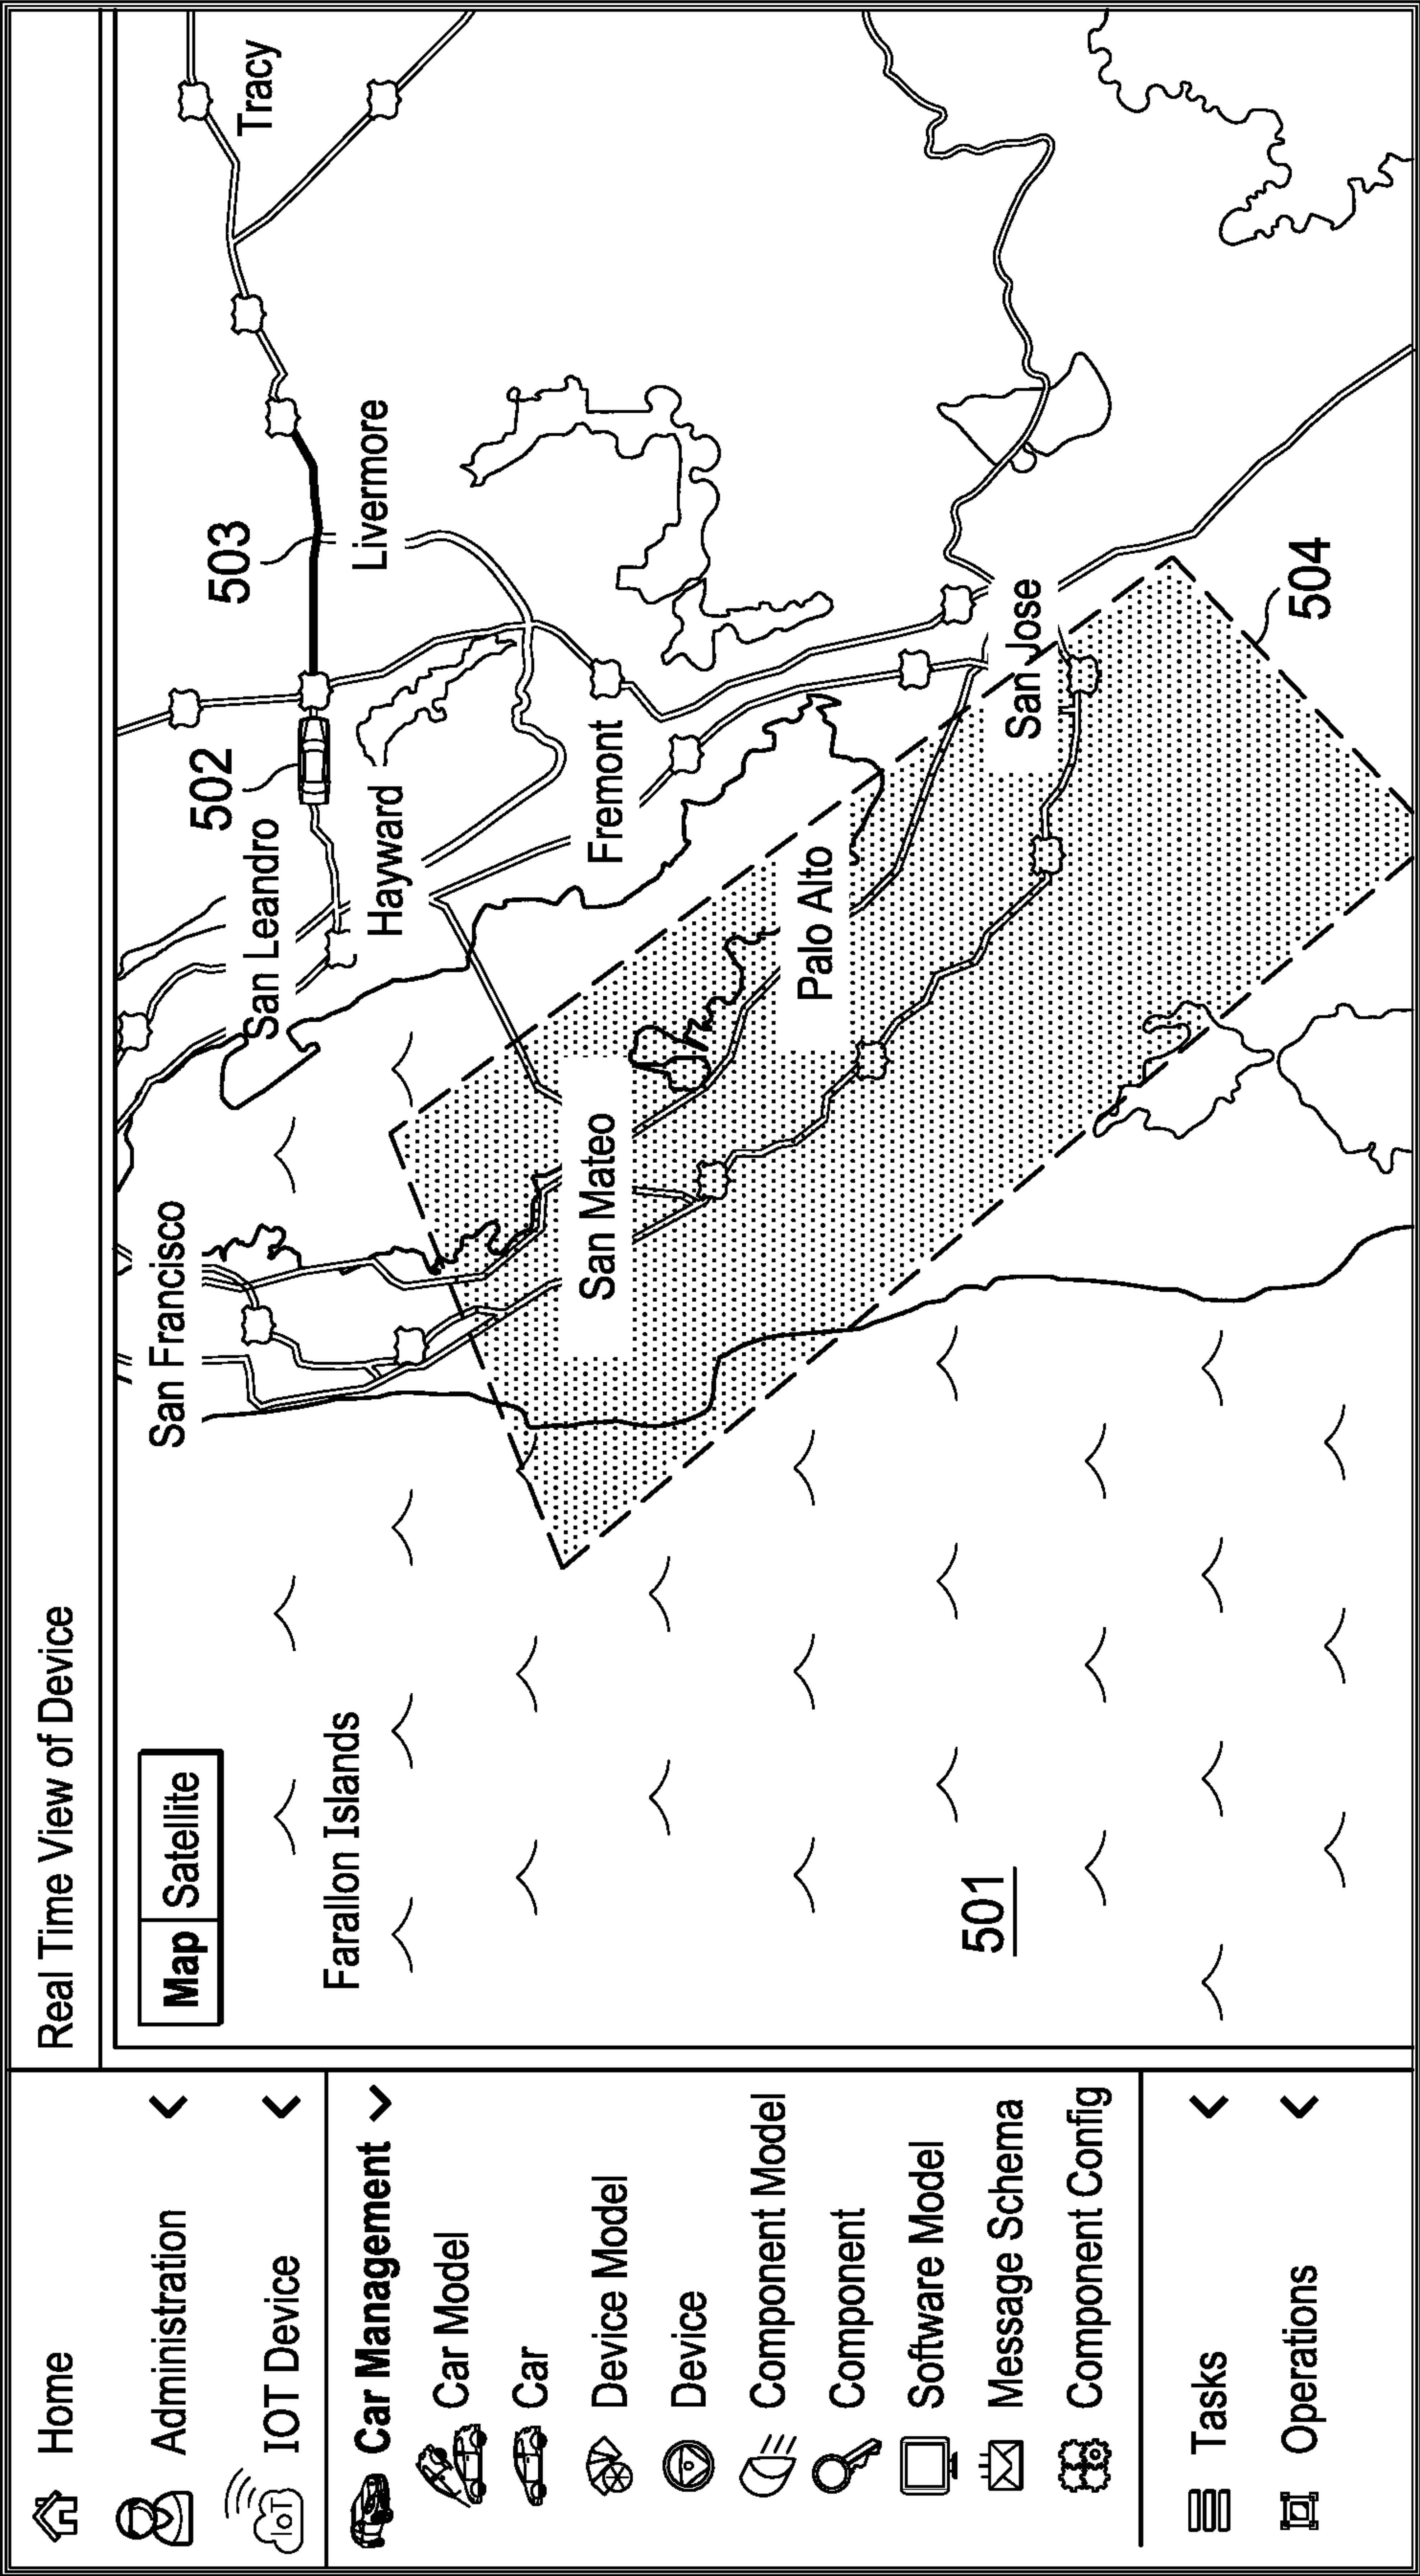 Home
Administration
IOT Device
IoT
Car Management
Car Model
Car
Device Model
Device
Component Model
Component
Software Model
Message Schema
Component Config
Tasks
Operations
Real Time View of Device
Map Satellite
San Francisco
Tracy
502
503
San Leandro
Farallon Islands
Livermore
Hayward
San Mateo
Fremont
Palo Alto
501
San Jose
504